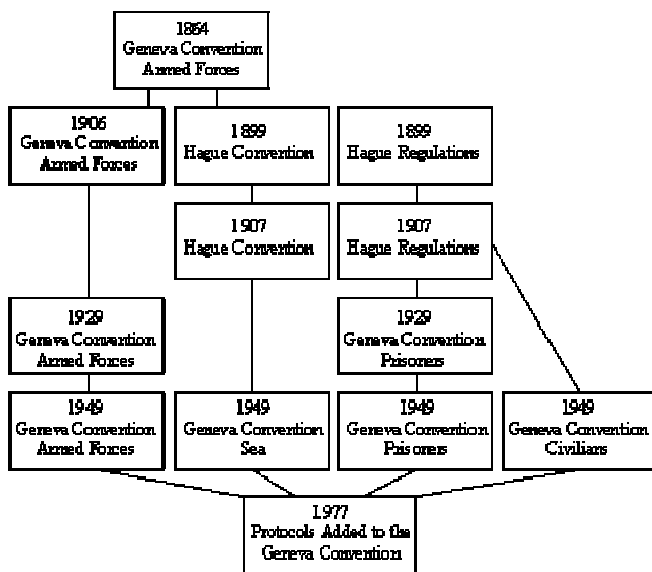 1864
Geneva Convention
Armed Forces
1906
Geneva Convention
Armed Forces
1899
Hague Convention
1899
Hague Regulations
1907
Hague Convention
1907
Hague Regulations
1929
Geneva Convention
Armed Forces
1929
Geneva Convention
Prisoners
1949
Geneva Convention
Armed Forces
1949
Geneva Convention
Sea
1949
Geneva Convention
Prisoners
1949
Geneva Convention
Civilians
1977
Protocols Added to the
Geneva Convention